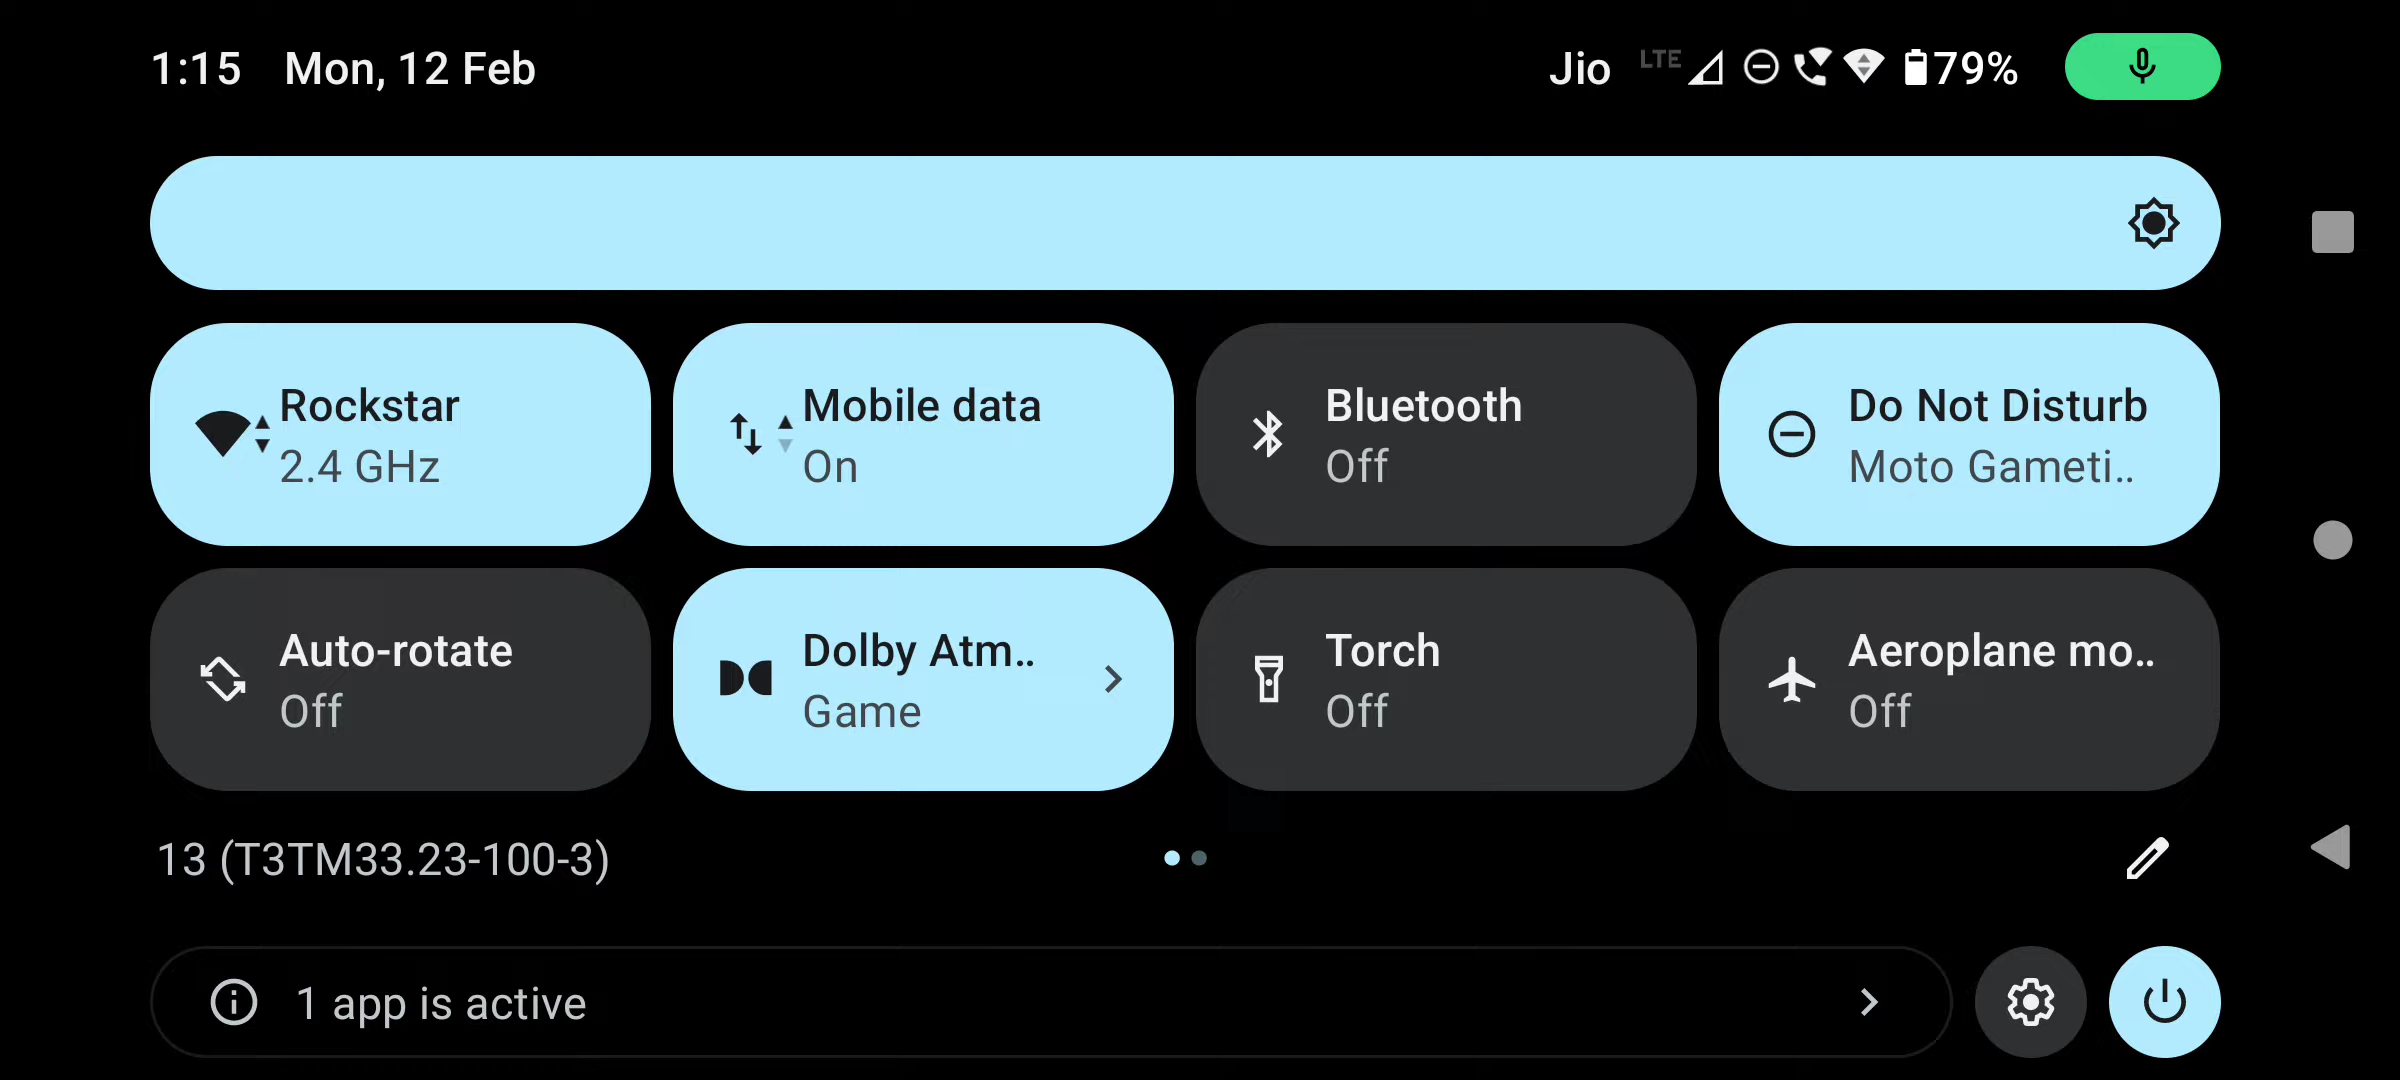 1:15 Mon, 12 Feb Jio LTE 79%
Rockstar
2.4 GHz
Mobile data
On
Bluetooth
Off
Do Not Disturb
Moto Gameti..
Auto-rotate
Off
Dolby Atm..
Game
Torch
Off
Aeroplane mo..
Off
13 (T3TM33.23-100-3)
1 app is active